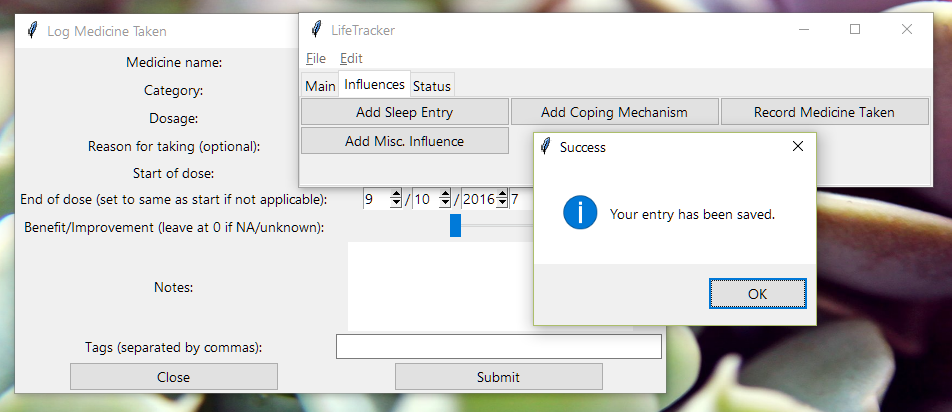 Log Medicine Taken
Medicine name:
Category:
Dosage:
Reason for taking (optional):
Start of dose:
End of dose (set to same as start if not applicable):
9 / 10 / 2016 7
Benefit/Improvement (leave at 0 if NA/unknown):
Notes:
Tags (separated by commas):
Close
Submit
LifeTracker
File Edit
Main Influences Status
Add Sleep Entry
Add Coping Mechanism
Record Medicine Taken
Add Misc. Influence
Success
Your entry has been saved.
OK